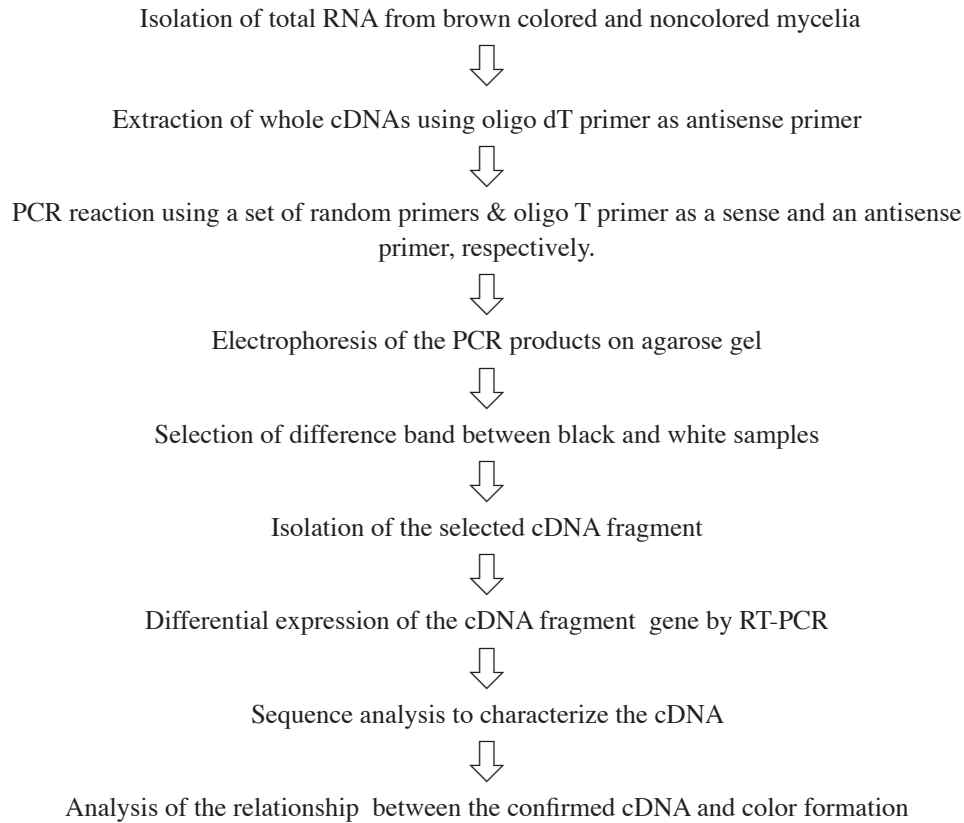 Isolation of total RNA from brown colored and noncolored mycelia
Extraction of whole cDNAs using oligo dT primer as antisense primer
PCR reaction using a set of random primers & oligo T primer as a sense and an antisense
primer, respectively.
Electrophoresis of the PCR products on agarose gel
Selection of difference band between black and white samples
Isolation of the selected cDNA fragment
Differential expression of the cDNA fragment gene by RT-PCR
Sequence analysis to characterize the cDNA
Analysis of the relationship between the confirmed cDNA and color formation